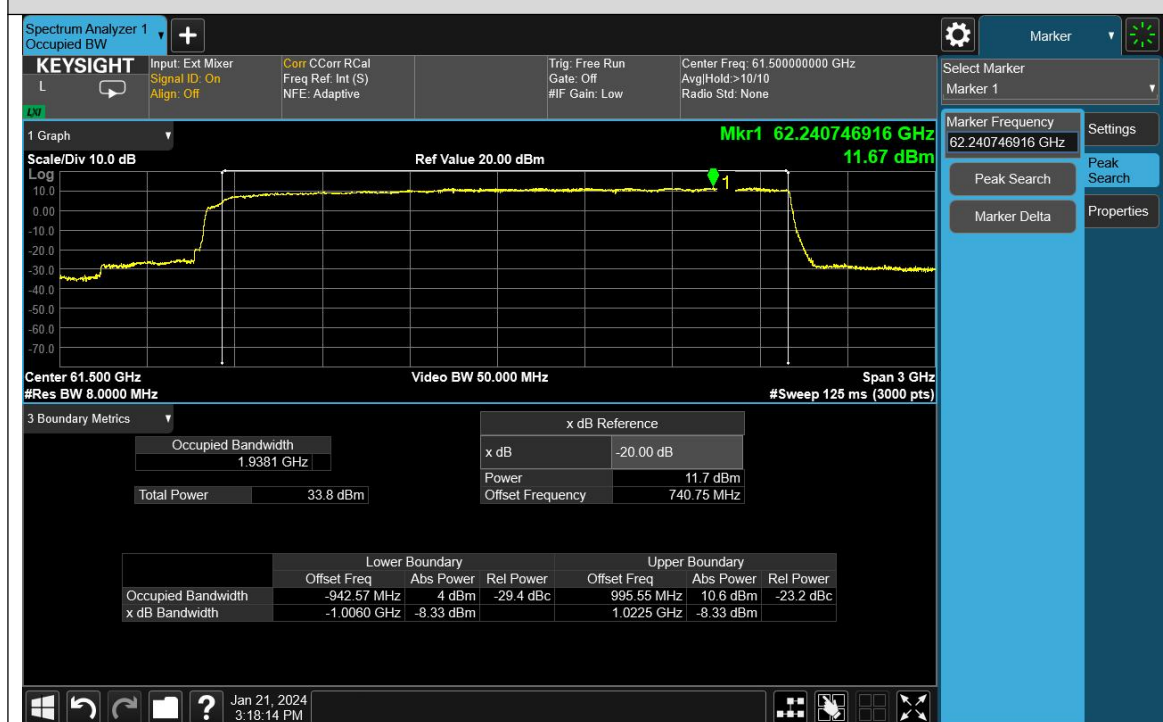 Spectrum Analyzer 1
Occupied BW
Marker
KEYSIGHT
L
LXI
Input: Ext Mixer
Signal ID: On
Align: Off
Corr CCorr RCal
Freq Ref: Int (S)
NFE: Adaptive
Trig: Free Run
Gate: Off
#IF Gain: Low
Center Freq: 61.500000000 GHz
Avg|Hold:>10/10
Radio Std: None
Select Marker
Marker 1
Marker Frequency
62.240746916 GHz
Peak Search
Marker Delta
Settings
Peak
Search
Properties
1 Graph
Mkr1 62.240746916 GHz
Scale/Div 10.0 dB Ref Value 20.00 dBm 11.67 dBm
Log
10.0
0.00
-10.0
-20.0
-30.0
-40.0
-50.0
-60.0
-70.0
1
Center 61.500 GHz Video BW 50.000 MHz Span 3 GHz
#Res BW 8.0000 MHz #Sweep 125 ms (3000 pts)
3 Boundary Metrics
Occupied Bandwidth
1.9381 GHz
Total Power 33.8 dBm
x dB Reference
x dB -20.00 dB
Power 11.7 dBm
Offset Frequency 740.75 MHz
Lower Boundary Upper Boundary
Offset Freq Abs Power Rel Power Offset Freq Abs Power Rel Power
Occupied Bandwidth -942.57 MHz 4 dBm -29.4 dBc 995.55 MHz 10.6 dBm -23.2 dBc
x dB Bandwidth -1.0060 GHz -8.33 dBm 1.0225 GHz -8.33 dBm
?
Jan 21, 2024
3:18:14 PM